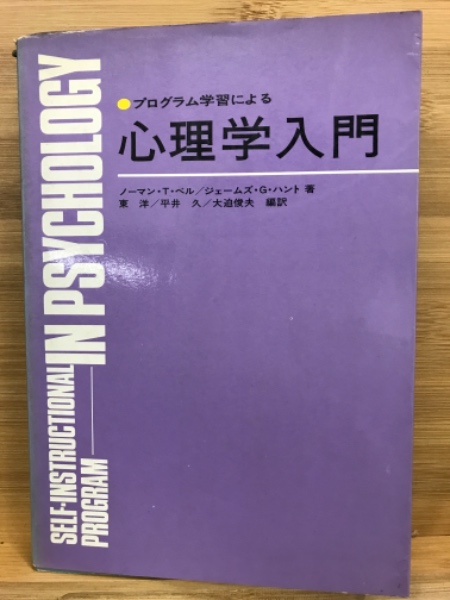 ●プログラム学習による
心理学入門
ノーマン・T・ベル/ジェームズ・G・ハント 著
東 洋/平井 久/大迫俊夫 編訳
SELF-INSTRUCTIONAL
PROGRAM
IN PSYCHOLOGY